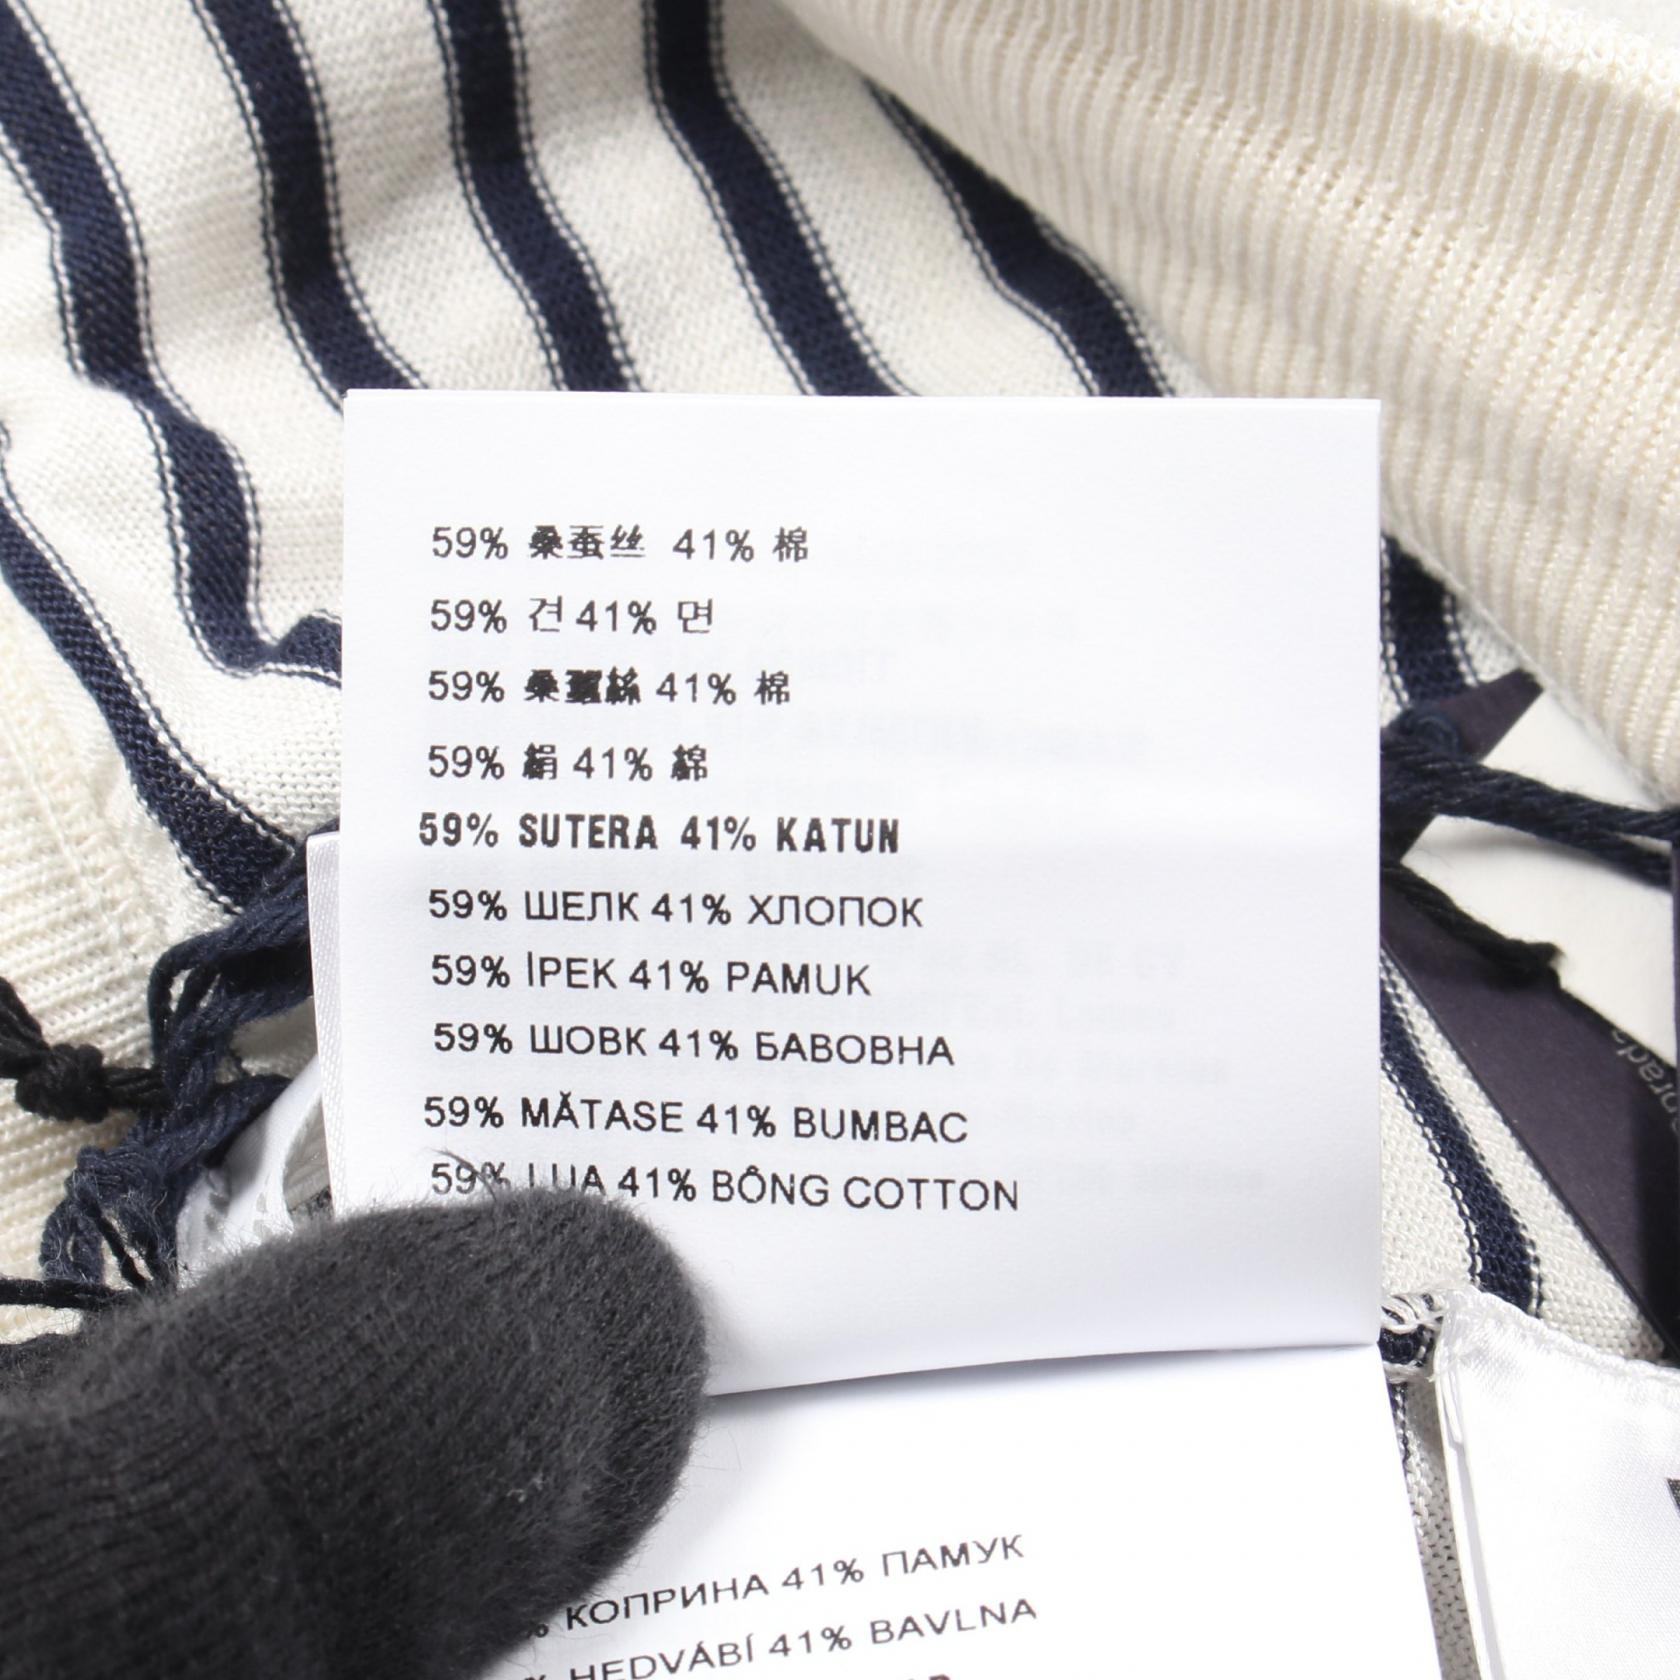 59% 桑蚕丝 41% 棉
59% 견 41% 면
59% 桑蠶絲 41% 棉
59% 絹 41% 綿
59% SUTERA 41% KATUN
59% ШЕЛК 41% ХЛОПОК
59% İPEK 41% PAMUK
59% ШОВК 41% БАВОВНА
59% MĂTASE 41% BUMBAC
59% LUA 41% BÔNG COTTON
% КОПРИНА 41% ПАМУК
% HEDVÁBÍ 41% BAVLNA